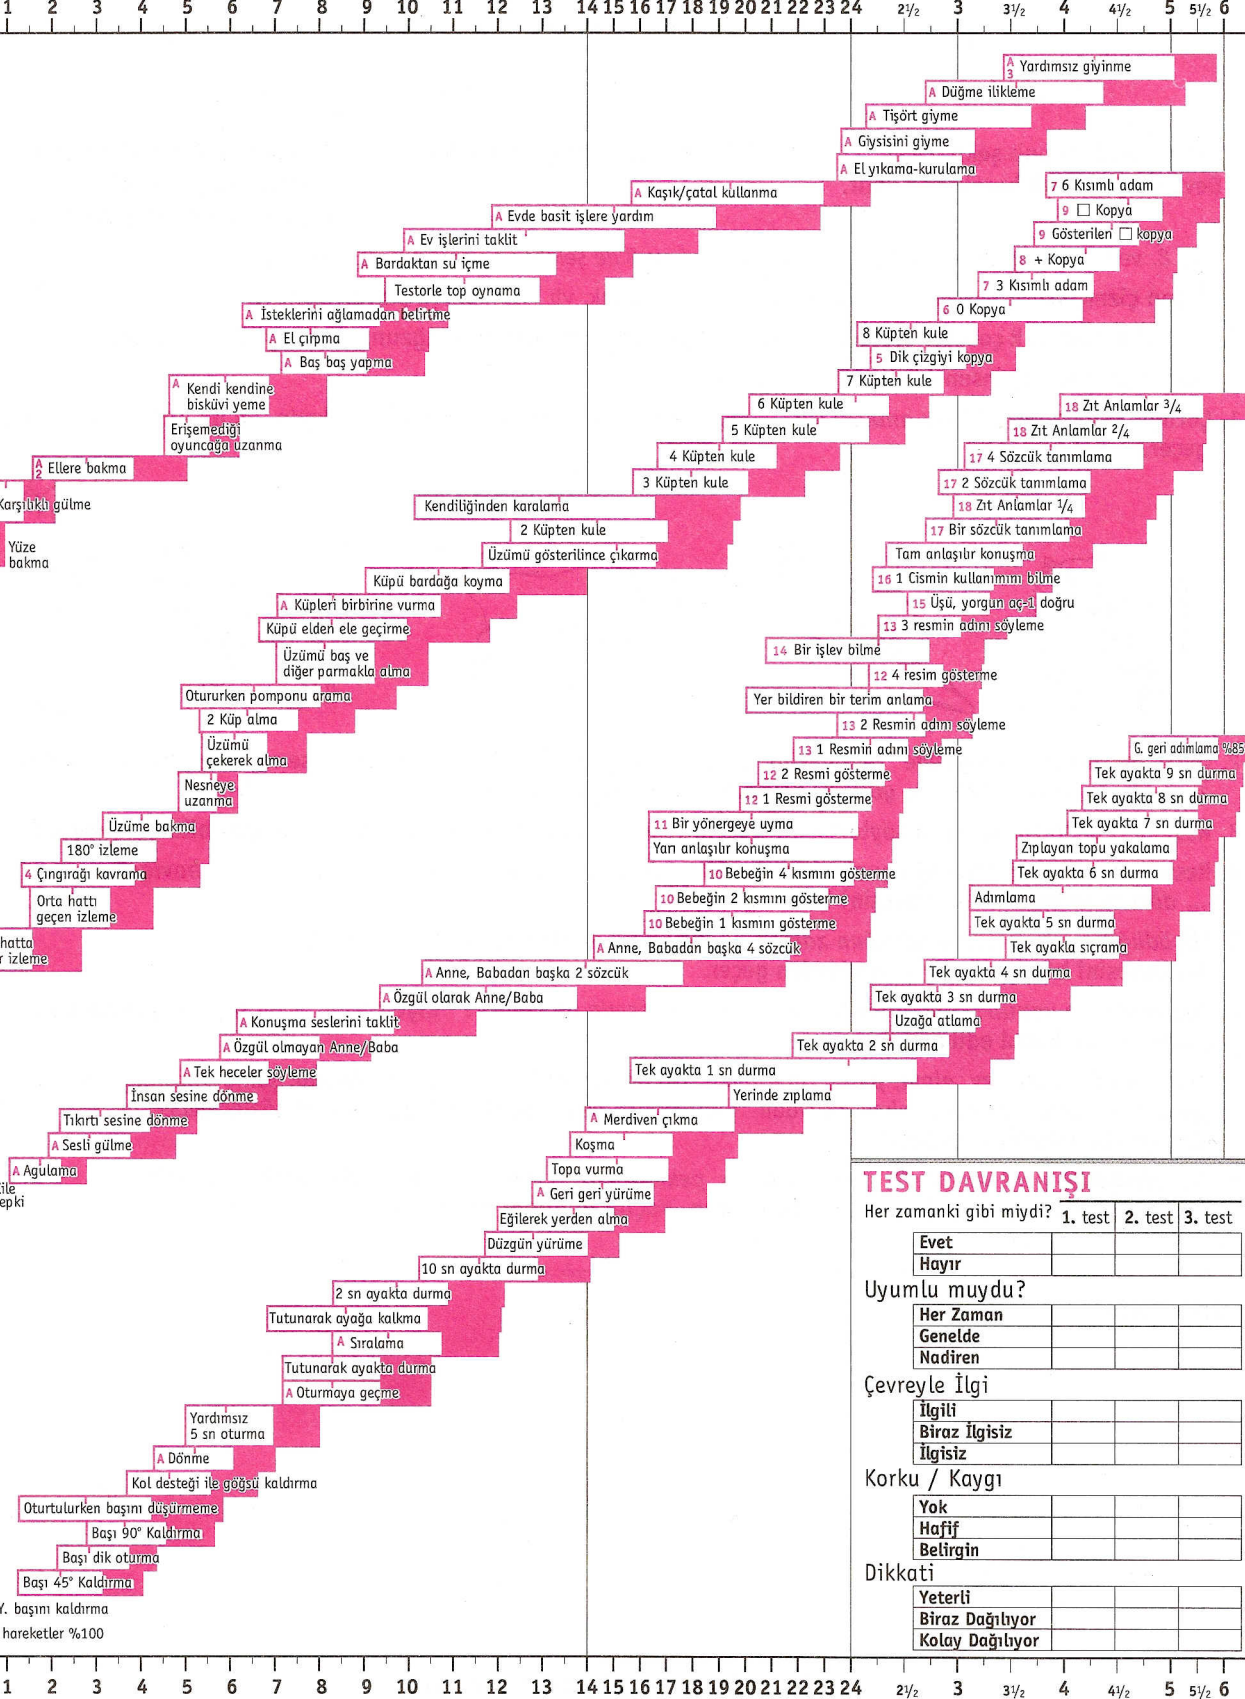 1 2 3 4 5 6 7 8 9 10 11 12 13 14 15 16 17 18 19 20 21 22 23 24 2½ 3 3½ 4 4½ 5 5½ 6
A 3 Yardımsız giyinme
A Düğme ilikleme
A Tişört giyme
A Giysisini giyme
A El yıkama-kurulama
A Kaşık/çatal kullanma
7 6 Kısımlı adam
A Evde basit işlere yardım
9 □ Kopya
A Ev işlerini taklit
9 Gösterilen □ kopya
A Bardaktan su içme
8 + Kopya
Testorle top oynama
7 3 Kısımlı adam
A İsteklerini ağlamadan belirtme
6 O Kopya
A El çırpma
8 Küpten kule
A Baş baş yapma
5 Dik çizgiyi kopya
A Kendi kendine
bisküvi yeme
7 Küpten kule
6 Küpten kule
18 Zıt Anlamlar 3/4
Erişemediği
oyuncağa uzanma
5 Küpten kule
18 Zıt Anlamlar 2/4
A 2 Ellere bakma
4 Küpten kule
17 4 Sözcük tanımlama
3 Küpten kule
17 2 Sözcük tanımlama
Karşılıklı gülme
Kendiliğinden karalama
18 Zıt Anlamlar 1/4
2 Küpten kule
17 Bir sözcük tanımlama
Yüze
bakma
Üzümü gösterilince çıkarma
Tam anlaşılır konuşma
Küpü bardağa koyma
16 1 Cismin kullanımını bilme
A Küpleri birbirine vurma
15 Üşü, yorgun aç-1 doğru
Küpü elden ele geçirme
13 3 resmin adını söyleme
Üzümü baş ve
diğer parmakla alma
14 Bir işlev bilme
12 4 resim gösterme
Otururken pomponu arama
Yer bildiren bir terim anlama
2 Küp alma
13 2 Resmin adını söyleme
Üzümü
çekerek alma
13 1 Resmin adını söyleme
G. geri adımlama %85
12 2 Resmi gösterme
Tek ayakta 9 sn durma
Nesneye
uzanma
12 1 Resmi gösterme
Tek ayakta 8 sn durma
Üzüme bakma
11 Bir yönergeye uyma
Tek ayakta 7 sn durma
180° izleme
Yarı anlaşılır konuşma
Zıplayan topu yakalama
4 Çıngırağı kavrama
10 Bebeğin 4 kısmını gösterme
Tek ayakta 6 sn durma
Orta hattı
geçen izleme
10 Bebeğin 2 kısmını gösterme
Adımlama
10 Bebeğin 1 kısmını gösterme
Tek ayakta 5 sn durma
hatta
r izleme
A Anne, Babadan başka 4 sözcük
Tek ayakla sıçrama
A Anne, Babadan başka 2 sözcük
Tek ayakta 4 sn durma
A Özgül olarak Anne/Baba
Tek ayakta 3 sn durma
A Konuşma seslerini taklit
Uzağa atlama
A Özgül olmayan Anne/Baba
Tek ayakta 2 sn durma
A Tek heceler söyleme
Tek ayakta 1 sn durma
İnsan sesine dönme
Yerinde zıplama
Tıkırtı sesine dönme
A Merdiven çıkma
A Sesli gülme
Koşma
A Agulama
Topa vurma
ile
epki
A Geri geri yürüme
Eğilerek yerden alma
Düzgün yürüme
10 sn ayakta durma
2 sn ayakta durma
Tutunarak ayağa kalkma
A Sıralama
Tutunarak ayakta durma
A Oturmaya geçme
Yardımsız
5 sn oturma
A Dönme
Kol desteği ile göğsü kaldırma
Oturtulurken başını düşürmeme
Başı 90° Kaldırma
Başı dik oturma
Başı 45° Kaldırma
Y. başını kaldırma
hareketler %100
TEST DAVRANIŞI
Her zamanki gibi miydi? 1. test 2. test 3. test
Evet
Hayır
Uyumlu muydu?
Her Zaman
Genelde
Nadiren
Çevreyle İlgi
İlgili
Biraz İlgisiz
İlgisiz
Korku / Kaygı
Yok
Hafif
Belirgin
Dikkati
Yeterli
Biraz Dağılıyor
Kolay Dağılıyor
1 2 3 4 5 6 7 8 9 10 11 12 13 14 15 16 17 18 19 20 21 22 23 24 2½ 3 3½ 4 4½ 5 5½ 6